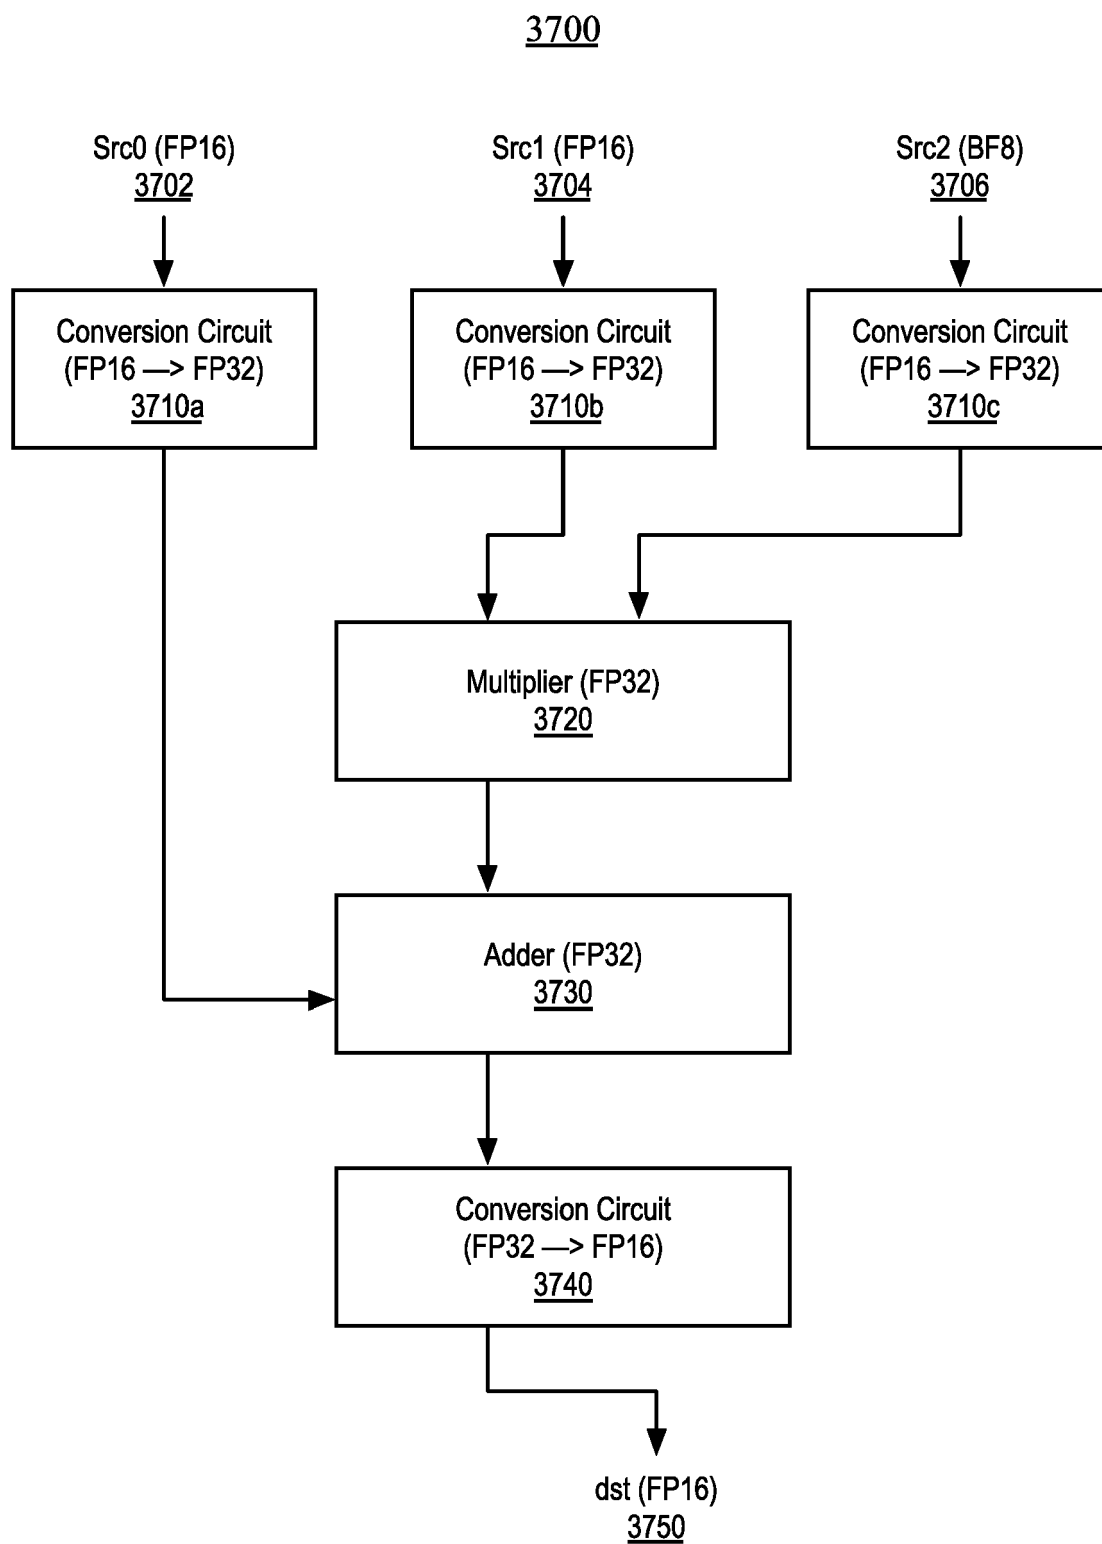 3700
Src0 (FP16)
3702
Src1 (FP16)
3704
Src2 (BF8)
3706
Conversion Circuit
(FP16 —> FP32)
3710a
Conversion Circuit
(FP16 —> FP32)
3710b
Conversion Circuit
(FP16 —> FP32)
3710c
Multiplier (FP32)
3720
Adder (FP32)
3730
Conversion Circuit
(FP32 —> FP16)
3740
dst (FP16)
3750